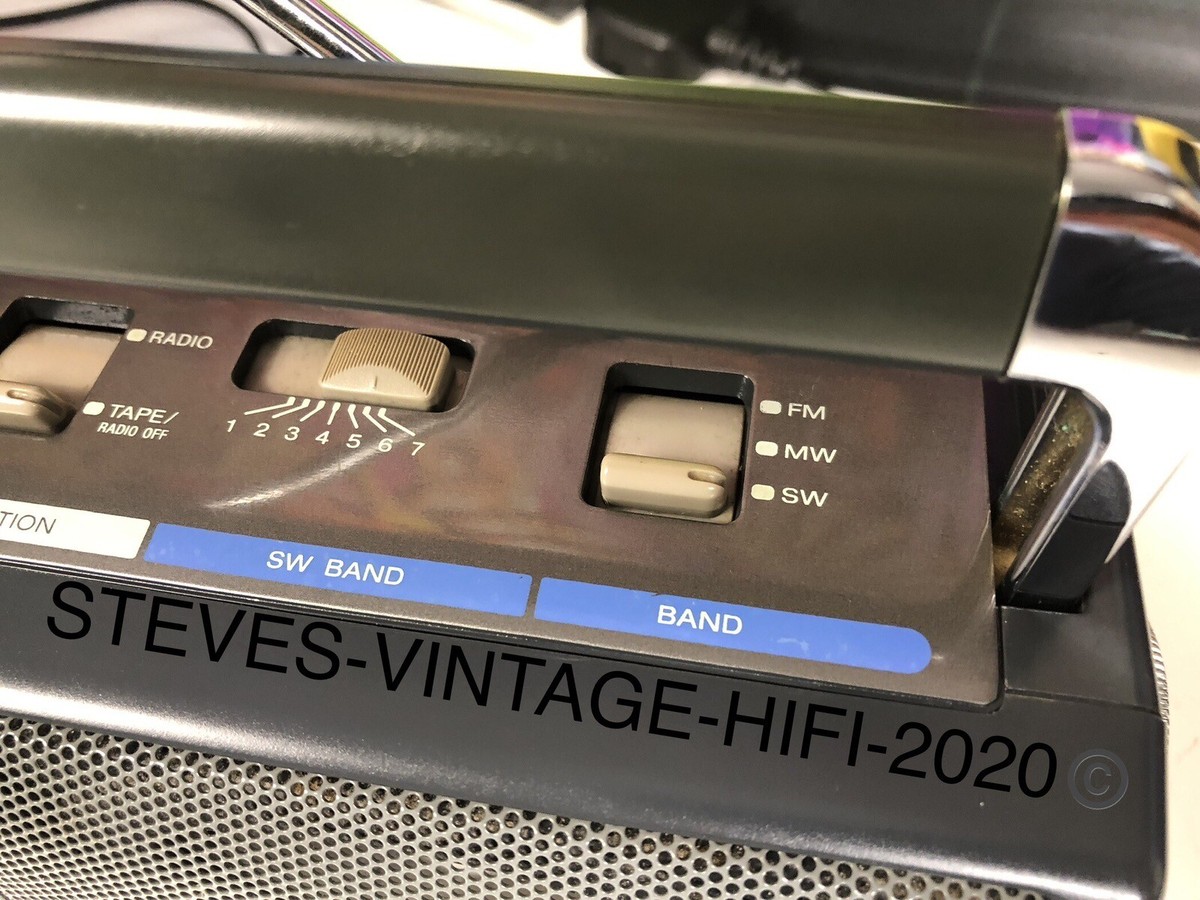 RADIO
TAPE/
RADIO OFF
1 2 3 4 5 6 7
FM
MW
SW
TION
SW BAND
BAND
STEVES-VINTAGE-HIFI-2020 ©